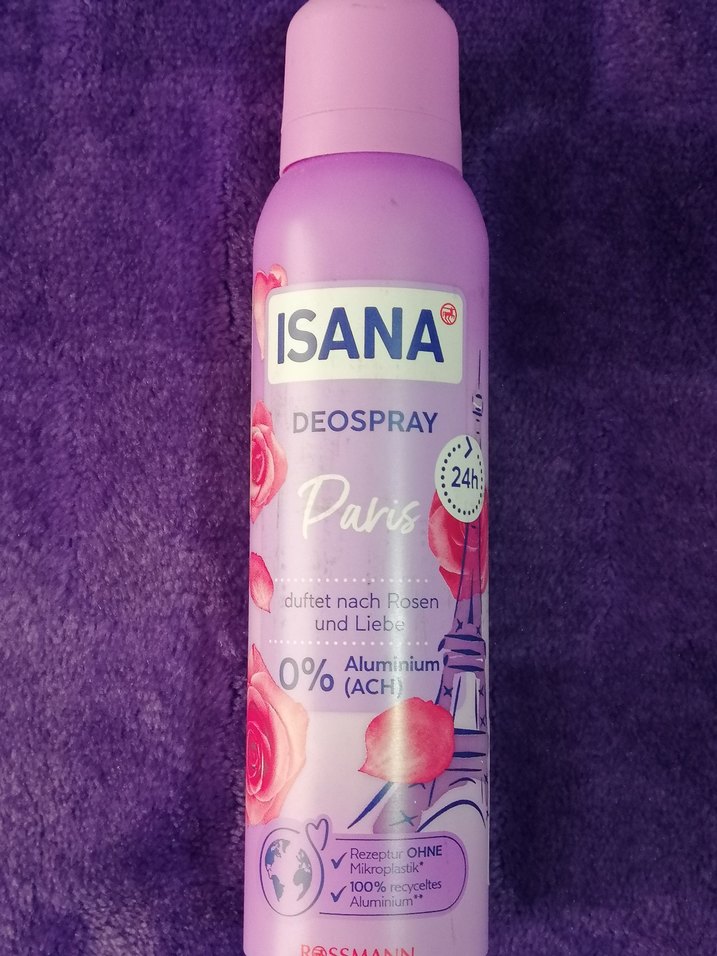 ISANA
DEOSPRAY
24h
Paris
duftet nach Rosen
und Liebe
0% Aluminium
(ACH)
Rezeptur OHNE
Mikroplastik*
100% recyceltes
Aluminium**
ROSSMANN